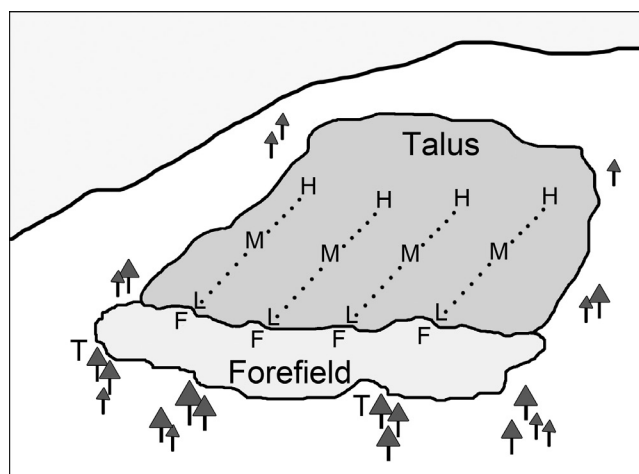 Talus
H H H H
M M M M
L L L L
F F F F
T
Forefield
T